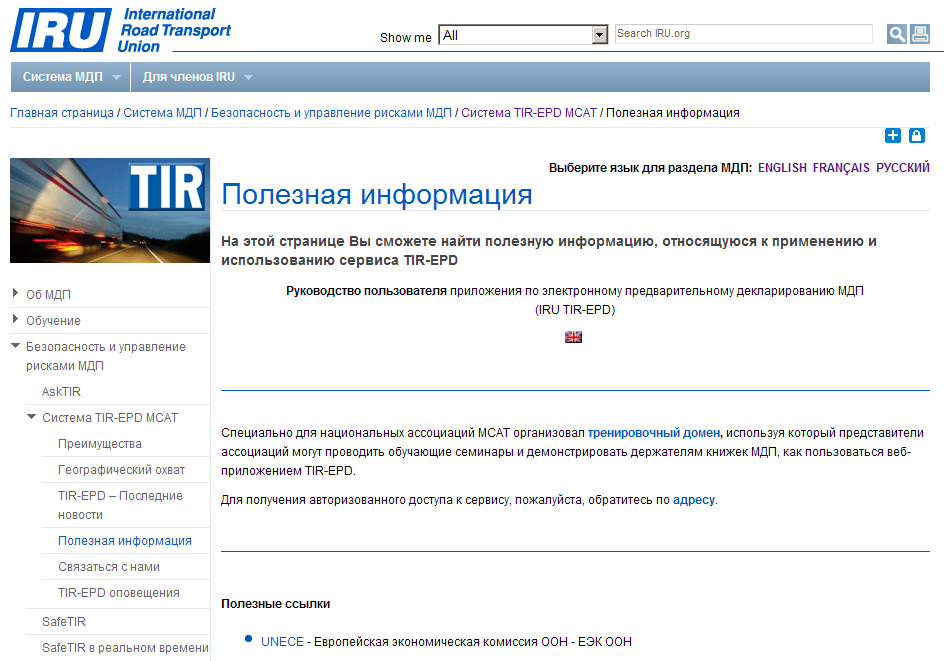 IRU International
Road Transport
Union
Show me All Search IRU.org
Система МДП Для членов IRU
Главная страница / Система МДП / Безопасность и управление рисками МДП / Система TIR-EPD MCAT / Полезная информация
Выберите язык для раздела МДП: ENGLISH FRANÇAIS РУССКИЙ
TIR
Полезная информация
На этой странице Вы сможете найти полезную информацию, относящуюся к применению и
использованию сервиса TIR-EPD
Руководство пользователя приложения по электронному предварительному декларированию МДП
(IRU TIR-EPD)
Об МДП
Обучение
Безопасность и управление
рисками МДП
AskTIR
Система TIR-EPD MCAT
Преимущества
Географический охват
TIR-EPD – Последние
новости
Полезная информация
Связаться с нами
TIR-EPD оповещения
SafeTIR
SafeTIR в реальном времени
Специально для национальных ассоциаций МСАТ организовал тренировочный домен, используя который представители
ассоциаций могут проводить обучающие семинары и демонстрировать держателям книжек МДП, как пользоваться веб-
приложением TIR-EPD.
Для получения авторизованного доступа к сервису, пожалуйста, обратитесь по адресу.
Полезные ссылки
UNECE - Европейская экономическая комиссия ООН - ЕЭК ООН